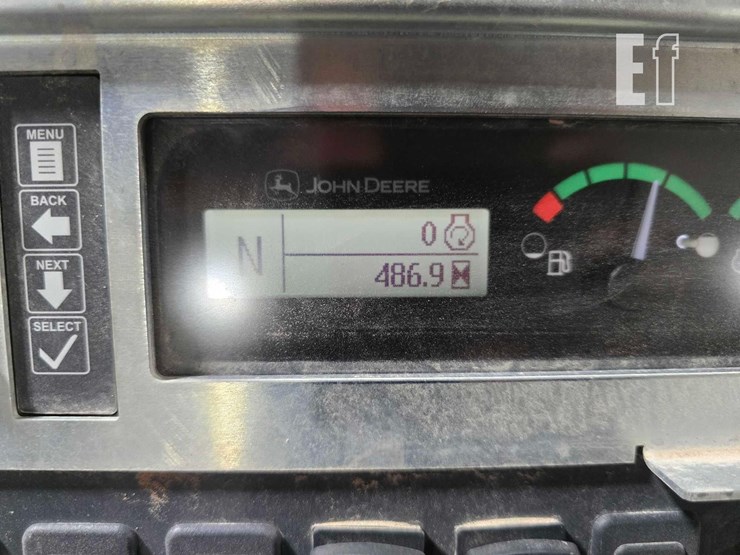 Ef
MENU
BACK
NEXT
SELECT
JOHN DEERE
N
0
486.9